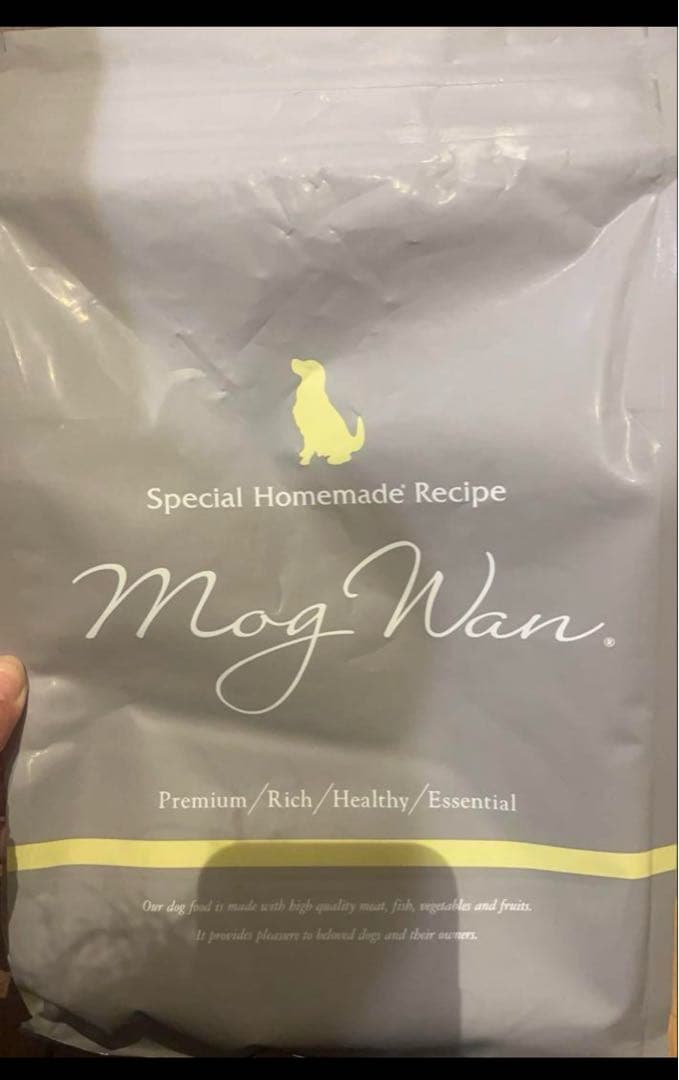 Special Homemade* Recipe
Mog Wan®
Premium/Rich/Healthy/Essential
Our dog food is made with high quality meat, fish, vegetables and fruits.
It provides pleasure to beloved dogs and their owners.